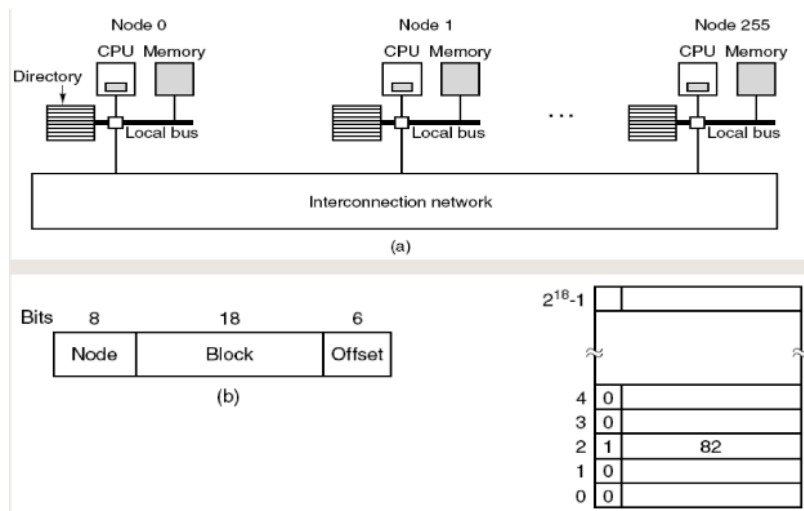 Node 0 Node 1 Node 255
CPU Memory CPU Memory CPU Memory
Directory
...
Local bus Local bus Local bus
Interconnection network
(a)
2^18-1
Bits 8 18 6
Node Block Offset
(b)
4 0
3 0
2 1 82
1 0
0 0